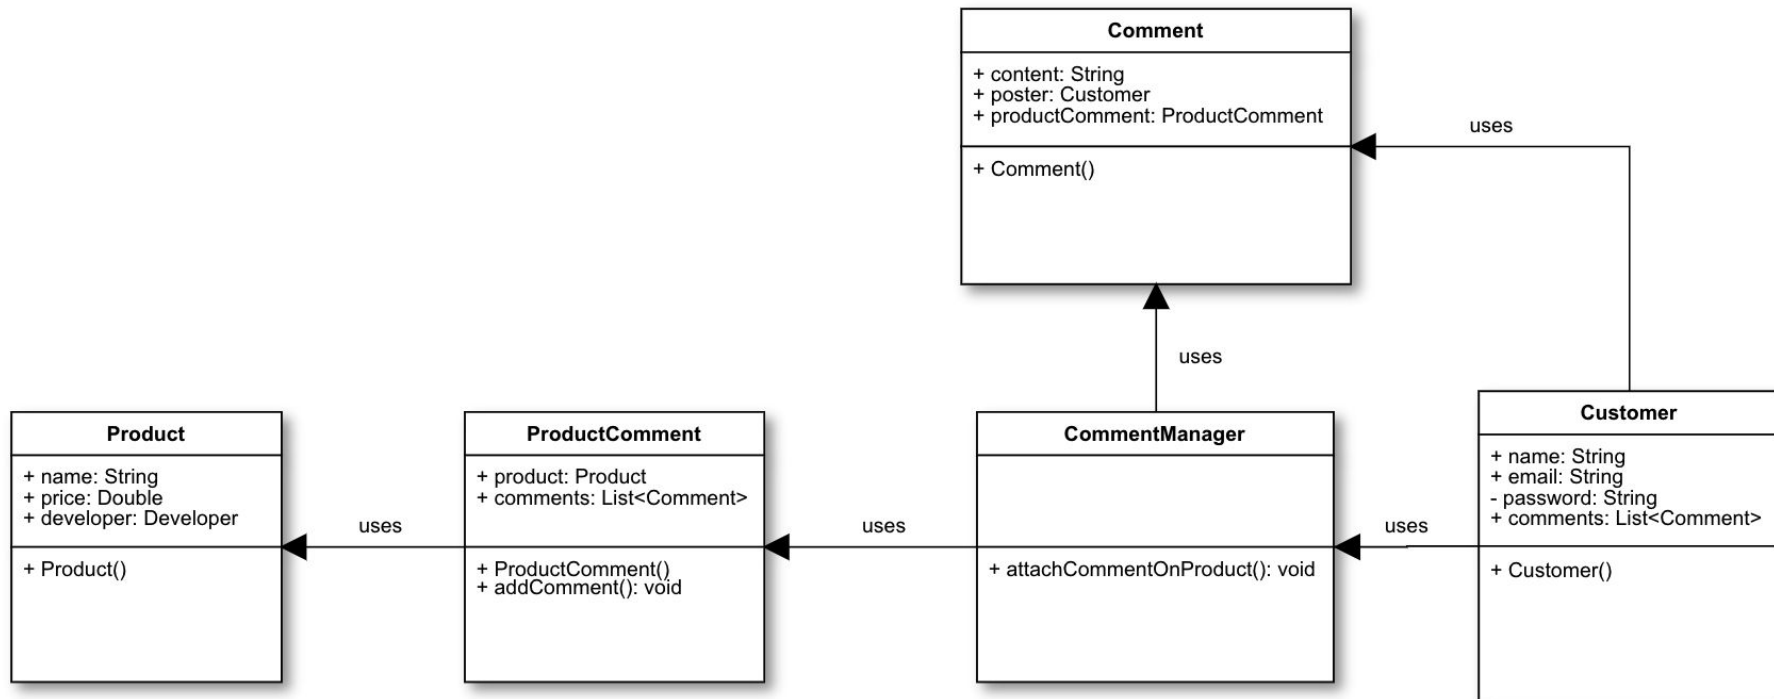 Comment
+ content: String
+ poster: Customer
+ productComment: ProductComment
+ Comment()
uses
uses
Product
+ name: String
+ price: Double
+ developer: Developer
+ Product()
uses
ProductComment
+ product: Product
+ comments: List<Comment>
+ ProductComment()
+ addComment(): void
uses
CommentManager
+ attachCommentOnProduct(): void
uses
Customer
+ name: String
+ email: String
- password: String
+ comments: List<Comment>
+ Customer()